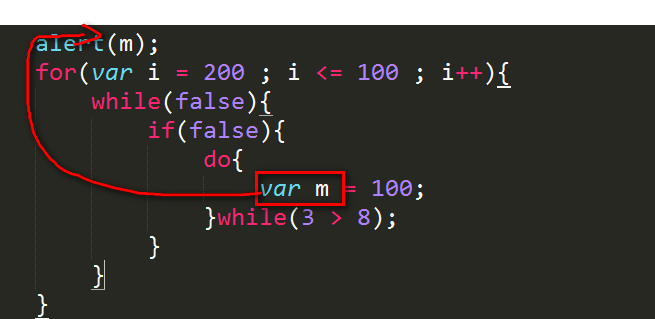 alert(m);
for(var i = 200 ; i <= 100 ; i++){
    while(false){
        if(false){
            do{
                var m = 100;
            }while(3 > 8);
        }
    }
}